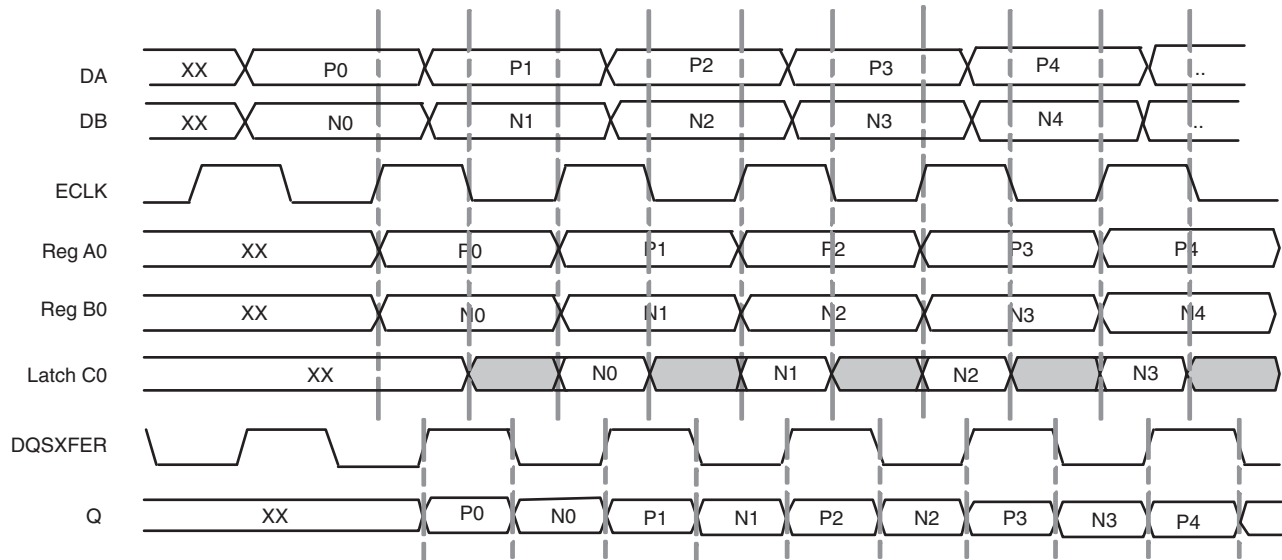 DA XX P0 P1 P2 P3 P4 ..
DB XX N0 N1 N2 N3 N4 ..
ECLK
Reg A0 XX P0 P1 P2 P3 P4
Reg B0 XX N0 N1 N2 N3 N4
Latch C0 XX N0 N1 N2 N3
DQSXFER
Q XX P0 N0 P1 N1 P2 N2 P3 N3 P4